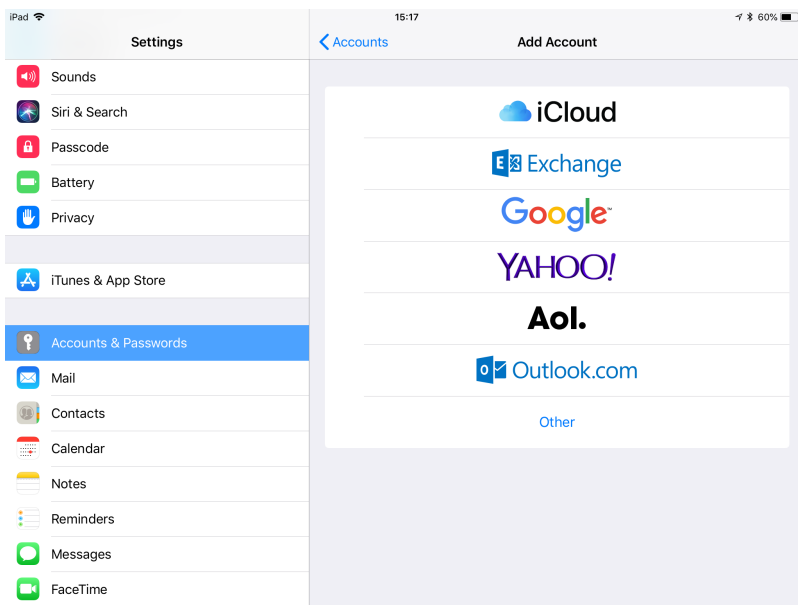 iPad 15:17 60%
Settings
Sounds
Siri & Search
Passcode
Battery
Privacy
iTunes & App Store
Accounts & Passwords
Mail
Contacts
Calendar
Notes
Reminders
Messages
FaceTime
Accounts Add Account
iCloud
E Exchange
Google™
YAHOO!
Aol.
o Outlook.com
Other